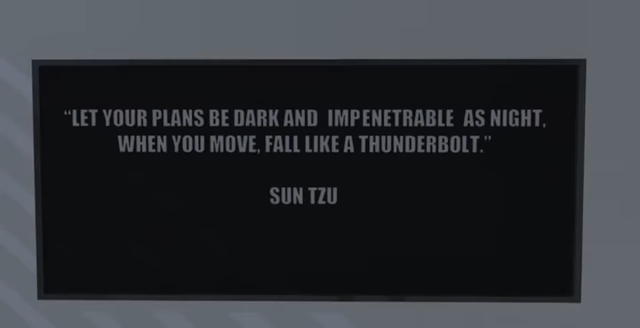 “LET YOUR PLANS BE DARK AND IMPENETRABLE AS NIGHT,
WHEN YOU MOVE, FALL LIKE A THUNDERBOLT.”
SUN TZU